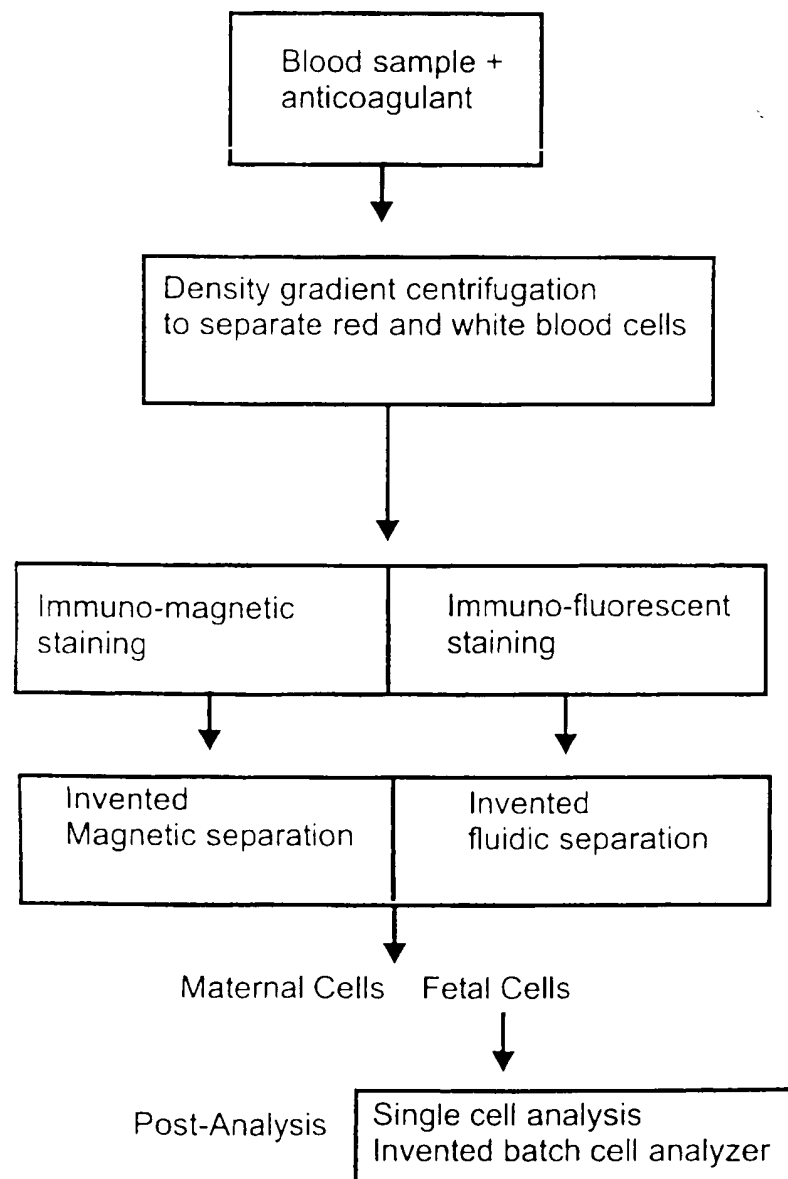 Blood sample +
anticoagulant
Density gradient centrifugation
to separate red and white blood cells
Immuno-magnetic
staining
Immuno-fluorescent
staining
Invented
Magnetic separation
Invented
fluidic separation
Maternal Cells Fetal Cells
Post-Analysis
Single cell analysis
Invented batch cell analyzer